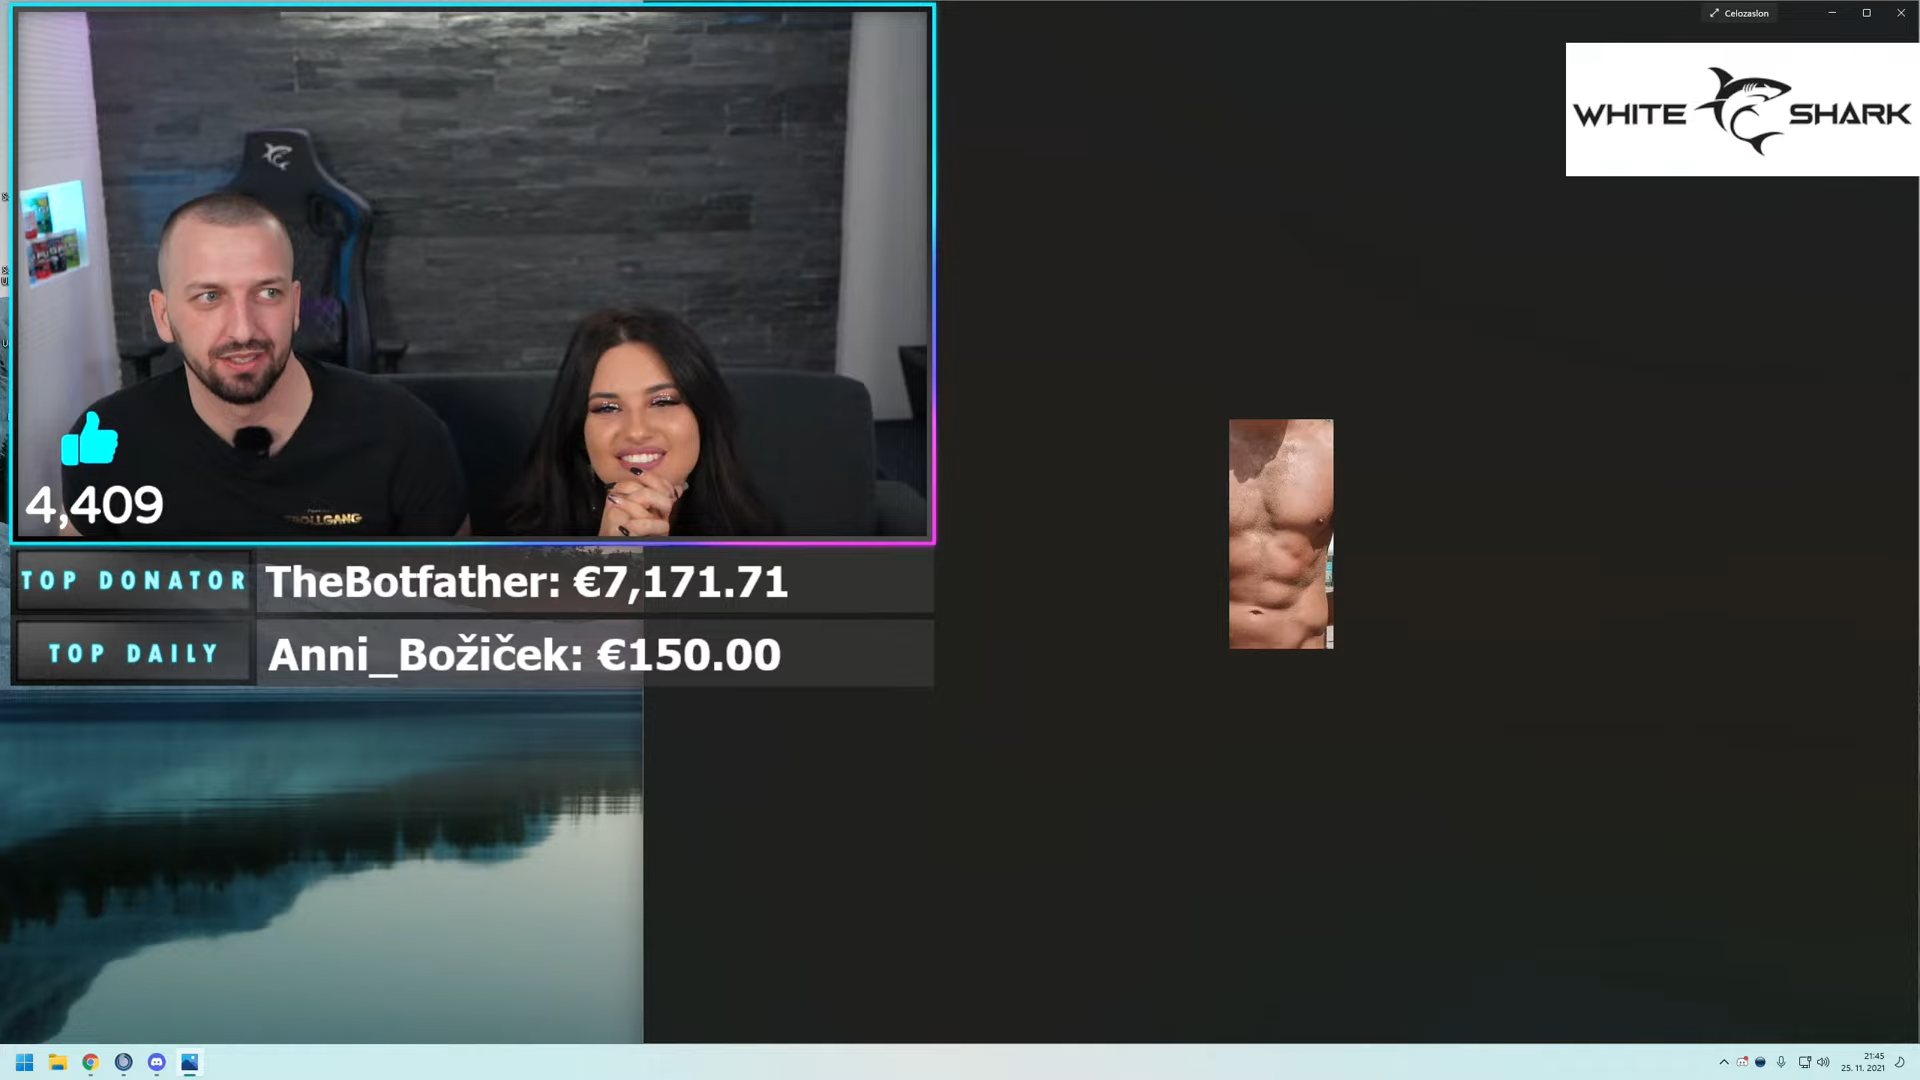 Celozaslon
WHITE SHARK
4,409
TOP DONATOR
TheBotfather: €7,171.71
TOP DAILY
Anni_Božiček: €150.00
21:45
25. 11. 2021